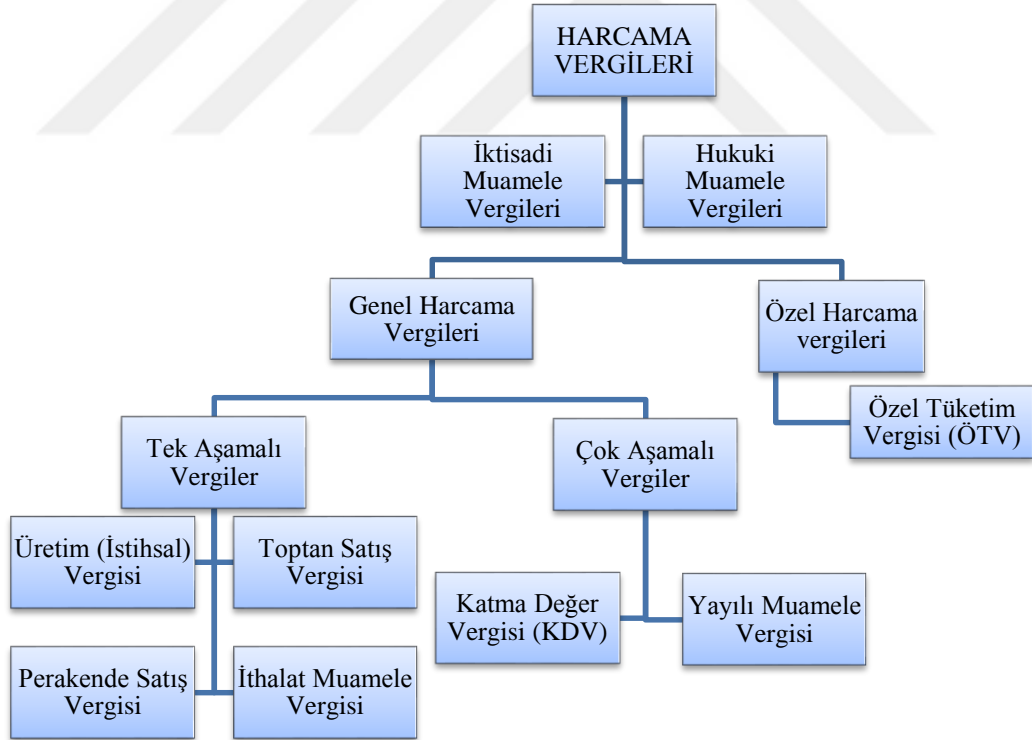 HARCAMA
VERGİLERİ
İktisadi
Muamele
Vergileri
Hukuki
Muamele
Vergileri
Genel Harcama
Vergileri
Özel Harcama
vergileri
Özel Tüketim
Vergisi (ÖTV)
Tek Aşamalı
Vergiler
Çok Aşamalı
Vergiler
Üretim (İstihsal)
Vergisi
Toptan Satış
Vergisi
Katma Değer
Vergisi (KDV)
Yayılı Muamele
Vergisi
Perakende Satış
Vergisi
İthalat Muamele
Vergisi